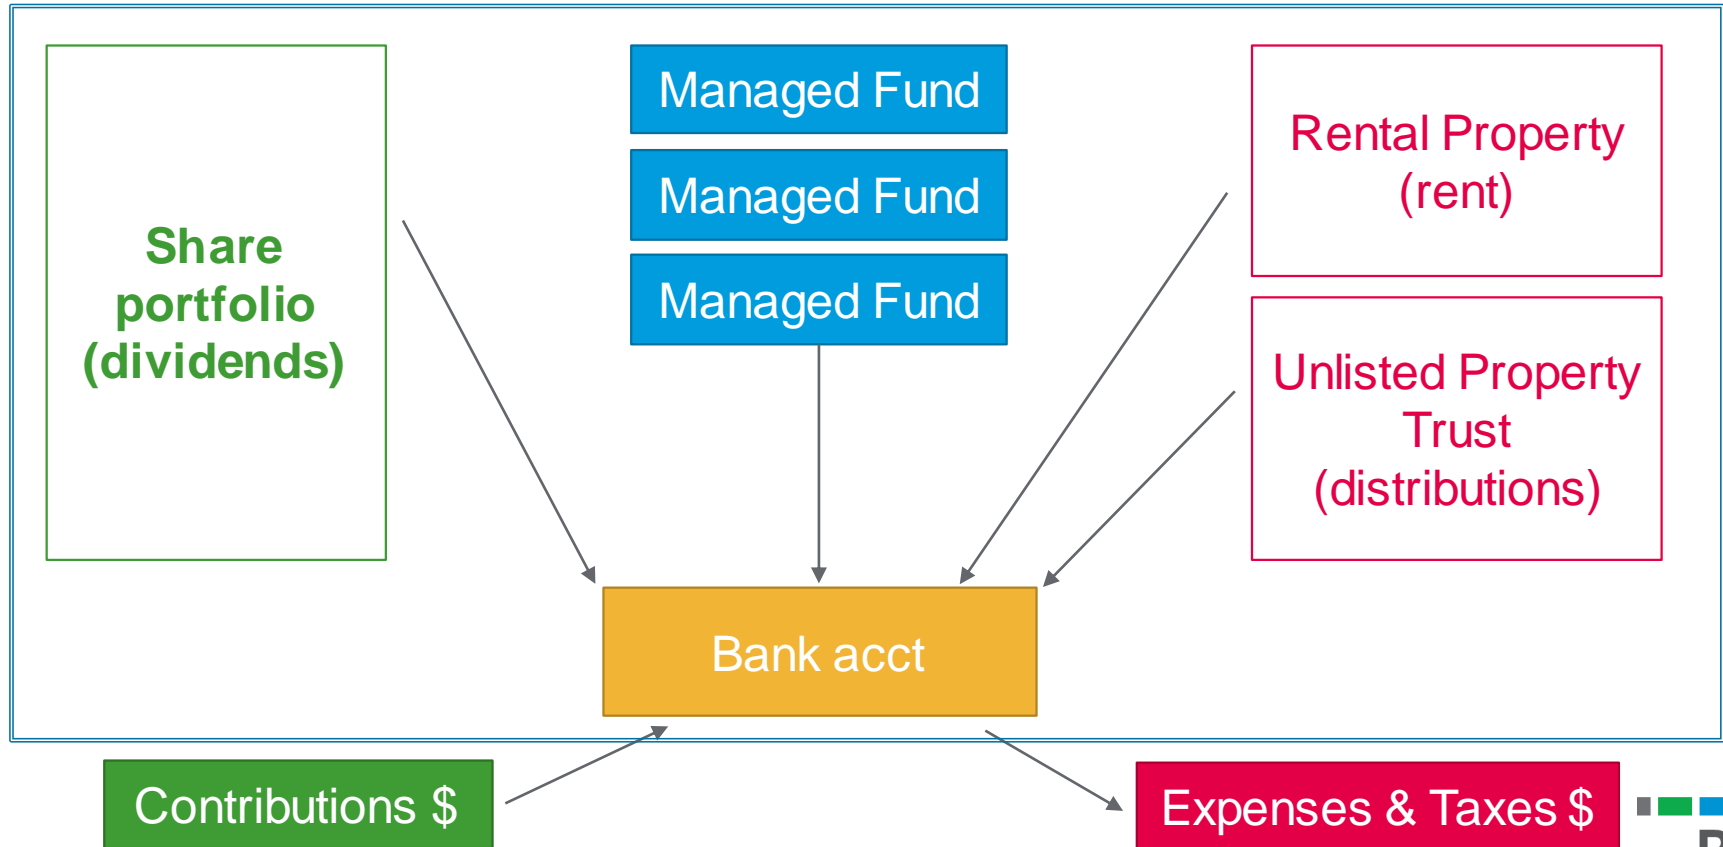 Share
portfolio
(dividends)
Managed Fund
Managed Fund
Managed Fund
Rental Property
(rent)
Unlisted Property
Trust
(distributions)
Bank acct
Contributions $
Expenses & Taxes $